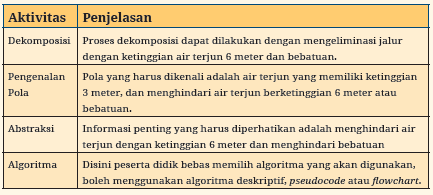 Aktivitas Penjelasan
Dekomposisi Proses dekomposisi dapat dilakukan dengan mengeliminasi jalur
dengan ketinggian air terjun 6 meter dan bebatuan.
Pengenalan Pola yang harus dikenali adalah air terjun yang memiliki ketinggian
Pola 3 meter, dan menghindari air terjun berketinggian 6 meter atau
bebatuan.
Abstraksi Informasi penting yang harus diperhatikan adalah menghindari air
terjun dengan ketinggian 6 meter dan menghindari bebatuan
Algoritma Disini peserta didik bebas memilih algoritma yang akan digunakan,
boleh menggunakan algoritma deskriptif, pseudocode atau flowchart.